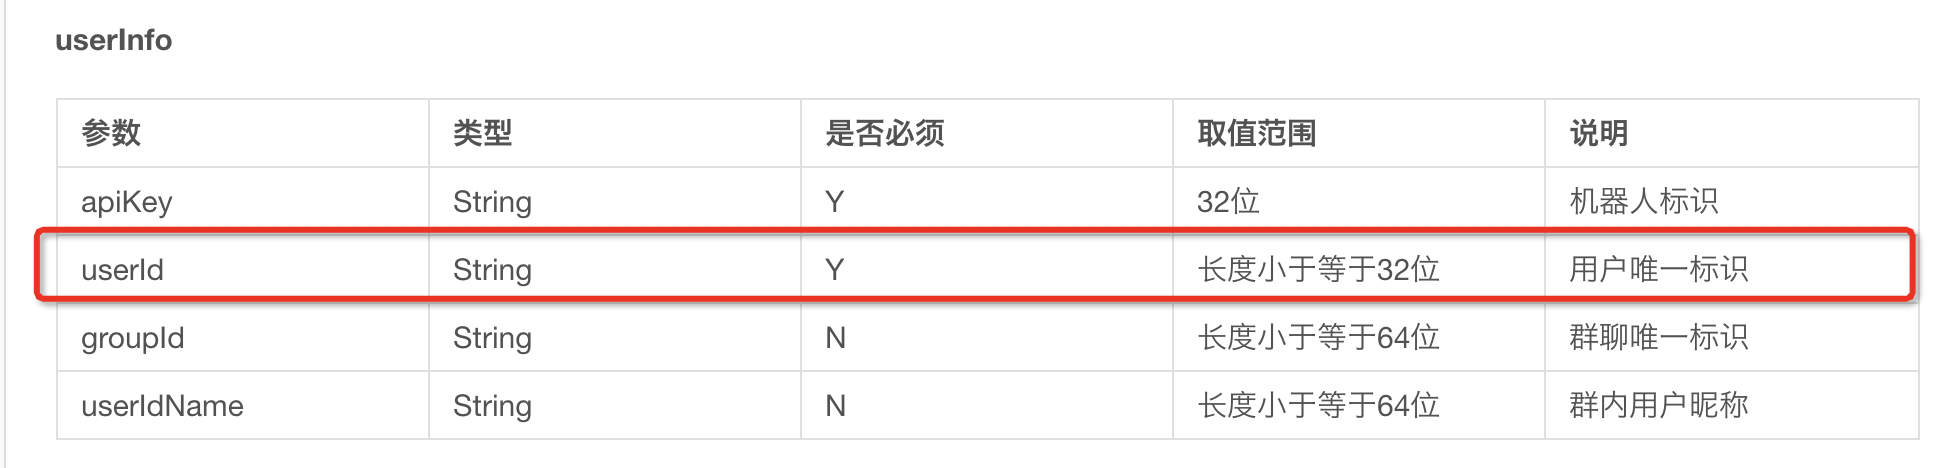 userInfo
参数 类型 是否必须 取值范围 说明
apiKey String Y 32位 机器人标识
userId String Y 长度小于等于32位 用户唯一标识
groupId String N 长度小于等于64位 群聊唯一标识
userIdName String N 长度小于等于64位 群内用户昵称